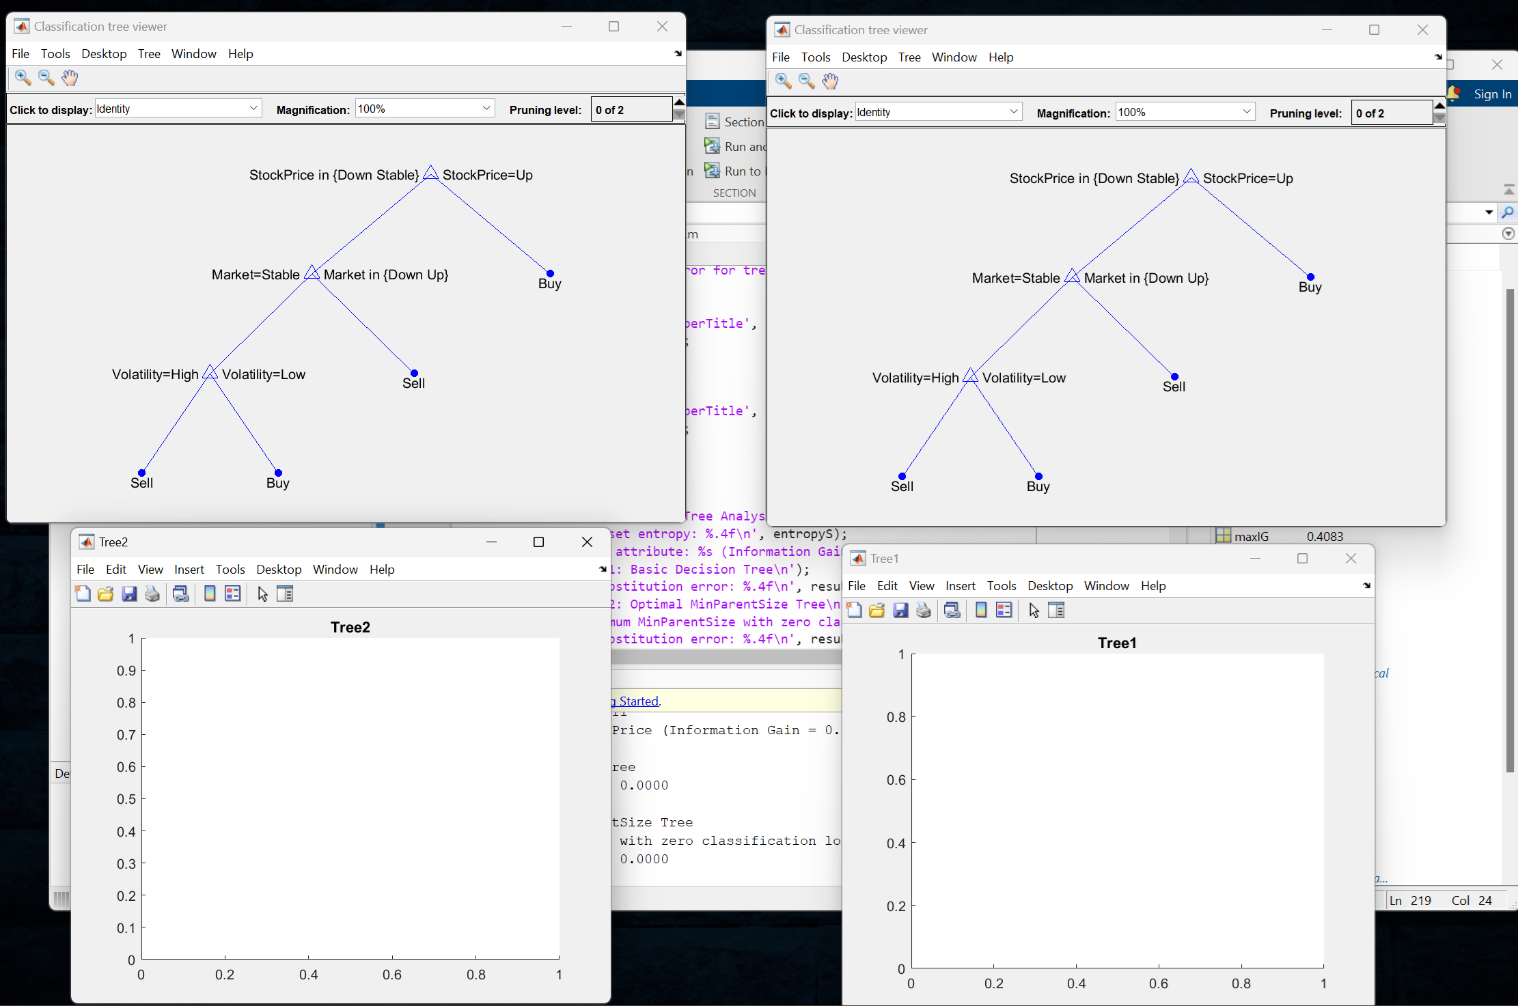 Classification tree viewer
File Tools Desktop Tree Window Help
Click to display: Identity Magnification: 100% Pruning level: 0 of 2
StockPrice in {Down Stable} StockPrice=Up
Market=Stable Market in {Down Up}
Buy
Volatility=High Volatility=Low
Sell
Sell Buy
Classification tree viewer
File Tools Desktop Tree Window Help
Click to display: Identity Magnification: 100% Pruning level: 0 of 2
StockPrice in {Down Stable} StockPrice=Up
Market=Stable Market in {Down Up}
Buy
Volatility=High Volatility=Low
Sell
Sell Buy
Sign In
Section
Run and
Run to
SECTION
for tre
Title',
;
Title',
Tree Analys
set entropy: %.4f\n', entropyS);
attribute: %s (Information Gai
1: Basic Decision Tree\n');
error: %.4f\n', resu
2: Optimal MinParentSize Tree\n
MinParentSize with zero cla
error: %.4f\n', resu
maxIG 0.4083
Started.
Price (Information Gain = 0.
0.0000
Size Tree
with zero classification lo
0.0000
Ln 219 Col 24
Tree2
File Edit View Insert Tools Desktop Window Help
Tree2
1
0.9
0.8
0.7
0.6
0.5
0.4
0.3
0.2
0.1
0
0 0.2 0.4 0.6 0.8 1
Tree1
File Edit View Insert Tools Desktop Window Help
Tree1
1
0.8
0.6
0.4
0.2
0
0 0.2 0.4 0.6 0.8 1